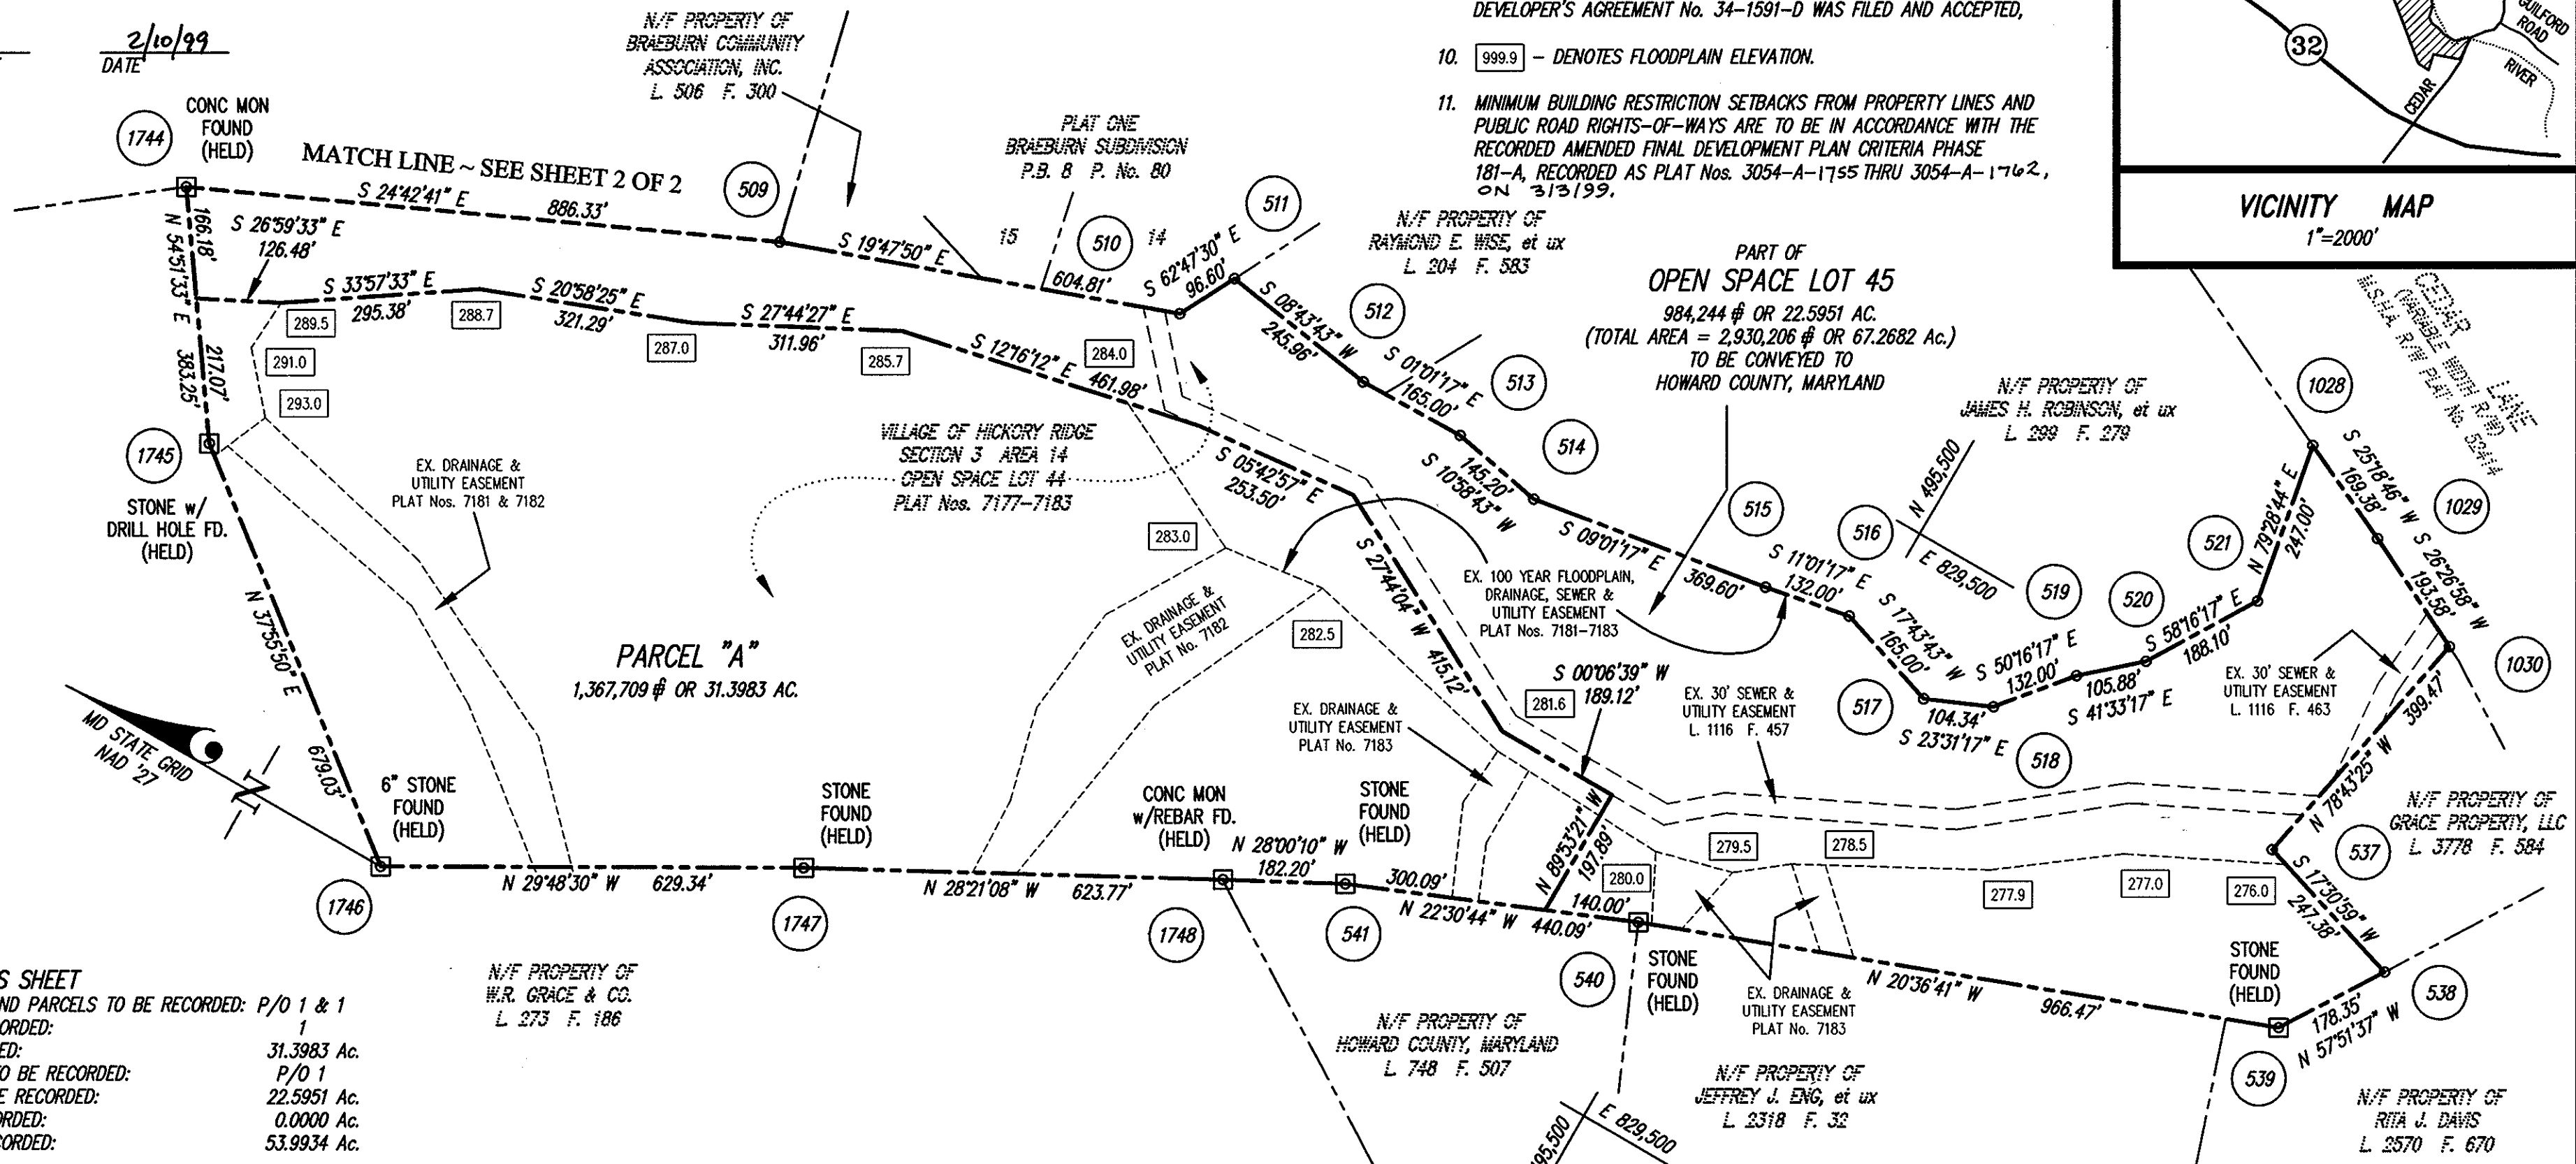 2/10/99
DATE
N/F PROPERTY OF
BRAEBURN COMMUNITY
ASSOCIATION, INC.
L. 506 F. 300
DEVELOPER'S AGREEMENT No. 34-1591-D WAS FILED AND ACCEPTED,
10. 999.9 - DENOTES FLOODPLAIN ELEVATION.
11. MINIMUM BUILDING RESTRICTION SETBACKS FROM PROPERTY LINES AND
PUBLIC ROAD RIGHTS-OF-WAYS ARE TO BE IN ACCORDANCE WITH THE
RECORDED AMENDED FINAL DEVELOPMENT PLAN CRITERIA PHASE
181-A, RECORDED AS PLAT Nos. 3054-A-1755 THRU 3054-A-1762,
ON 3/3/99.
32
GUILFORD
ROAD
RIVER
CEDAR
VICINITY MAP
1"=2000'
1744
CONC MON
FOUND
(HELD)
MATCH LINE ~ SEE SHEET 2 OF 2
S 24°42'41" E
886.33'
509
PLAT ONE
BRAEBURN SUBDIVISION
P.B. 8 P. No. 80
S 19°47'50" E
604.81'
15
510
14
S 62°47'30" E
96.60'
511
N/F PROPERTY OF
RAYMOND E. WISE, et ux
L. 204 F. 583
S 08°43'43" W
245.96'
512
S 01°01'17" E
165.00'
513
S 10°58'43" W
145.20'
514
PART OF
OPEN SPACE LOT 45
984,244 ⏍ OR 22.5951 AC.
(TOTAL AREA = 2,930,206 ⏍ OR 67.2682 Ac.)
TO BE CONVEYED TO
HOWARD COUNTY, MARYLAND
S 09°01'17" E
369.60'
515
S 11°01'17" E
132.00'
516
S 17°43'43" W
165.00'
517
104.34'
S 23°31'17" E
518
S 50°16'17" E
132.00'
519
105.88'
S 41°33'17" E
520
S 58°16'17" E
188.10'
521
N 79°28'44" E
247.00'
N 495,500
E 829,500
N/F PROPERTY OF
JAMES H. ROBINSON, et ux
L. 299 F. 279
CEDAR LANE
(VARIABLE WIDTH R/W)
M.S.H.A. R/W PLAT No. 52414
1028
S 25°18'46" W
169.38'
1029
S 26°26'58" W
193.58'
1030
N 78°43'25" W
399.47'
EX. 30' SEWER &
UTILITY EASEMENT
L. 1116 F. 463
N/F PROPERTY OF
GRACE PROPERTY, LLC
L. 3778 F. 584
537
S 17°30'59" W
247.38'
538
178.35'
N 57°51'37" W
539
STONE
FOUND
(HELD)
N/F PROPERTY OF
RITA J. DAVIS
L. 2570 F. 670
166.18'
N 54°51'33" E
217.07'
383.25'
S 26°59'33" E
126.48'
S 33°57'33" E
295.38'
289.5
288.7
S 20°58'25" E
321.29'
287.0
S 27°44'27" E
311.96'
285.7
S 12°16'12" E
461.98'
284.0
291.0
293.0
1745
STONE w/
DRILL HOLE FD.
(HELD)
EX. DRAINAGE &
UTILITY EASEMENT
PLAT Nos. 7181 & 7182
VILLAGE OF HICKORY RIDGE
SECTION 3 AREA 14
OPEN SPACE LOT 44
PLAT Nos. 7177-7183
S 05°42'57" E
253.50'
283.0
S 27°44'04" W
415.12'
EX. 100 YEAR FLOODPLAIN,
DRAINAGE, SEWER &
UTILITY EASEMENT
PLAT Nos. 7181-7183
EX. DRAINAGE &
UTILITY EASEMENT
PLAT No. 7182
282.5
N 37°55'50" E
679.03'
PARCEL "A"
1,367,709 ⏍ OR 31.3983 AC.
S 00°06'39" W
189.12'
281.6
EX. DRAINAGE &
UTILITY EASEMENT
PLAT No. 7183
EX. 30' SEWER &
UTILITY EASEMENT
L. 1116 F. 457
MD STATE GRID
NAD '27
N
6" STONE
FOUND
(HELD)
1746
N 29°48'30" W 629.34'
STONE
FOUND
(HELD)
1747
N 28°21'08" W 623.77'
CONC MON
w/REBAR FD.
(HELD)
1748
N 28°00'10" W
182.20'
STONE
FOUND
(HELD)
541
300.09'
N 22°30'44" W 440.09'
N 89°53'21" W
197.89'
140.00'
280.0
279.5
278.5
277.9
277.0
276.0
540
STONE
FOUND
(HELD)
EX. DRAINAGE &
UTILITY EASEMENT
PLAT No. 7183
N 20°36'41" W 966.47'
N/F PROPERTY OF
W.R. GRACE & CO.
L. 273 F. 186
N/F PROPERTY OF
HOWARD COUNTY, MARYLAND
L. 748 F. 507
N/F PROPERTY OF
JEFFREY J. ENG, et ux
L. 2318 F. 32
95,500
E 829,500
S SHEET
ND PARCELS TO BE RECORDED: P/O 1 & 1
ORDED: 1
ED: 31.3983 Ac.
TO BE RECORDED: P/O 1
E RECORDED: 22.5951 Ac.
RDED: 0.0000 Ac.
CORDED: 53.9934 Ac.